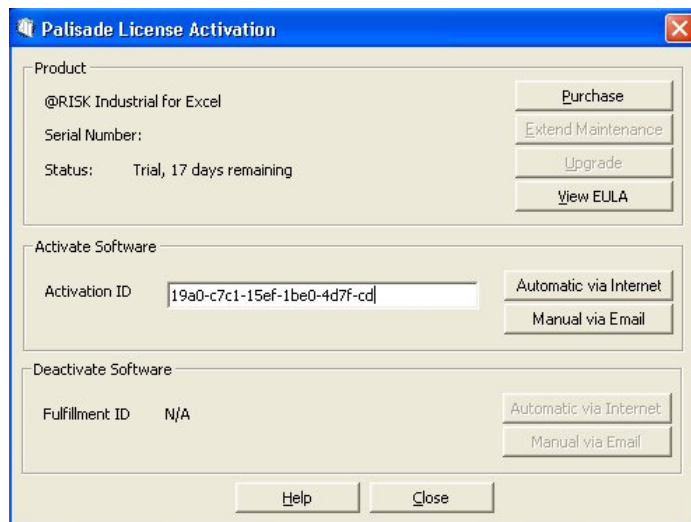 Palisade License Activation
Product
@RISK Industrial for Excel
Serial Number:
Status: Trial, 17 days remaining
Purchase
Extend Maintenance
Upgrade
View EULA
Activate Software
Activation ID 19a0-c7c1-15ef-1be0-4d7f-cd
Automatic via Internet
Manual via Email
Deactivate Software
Fulfillment ID N/A
Automatic via Internet
Manual via Email
Help Close